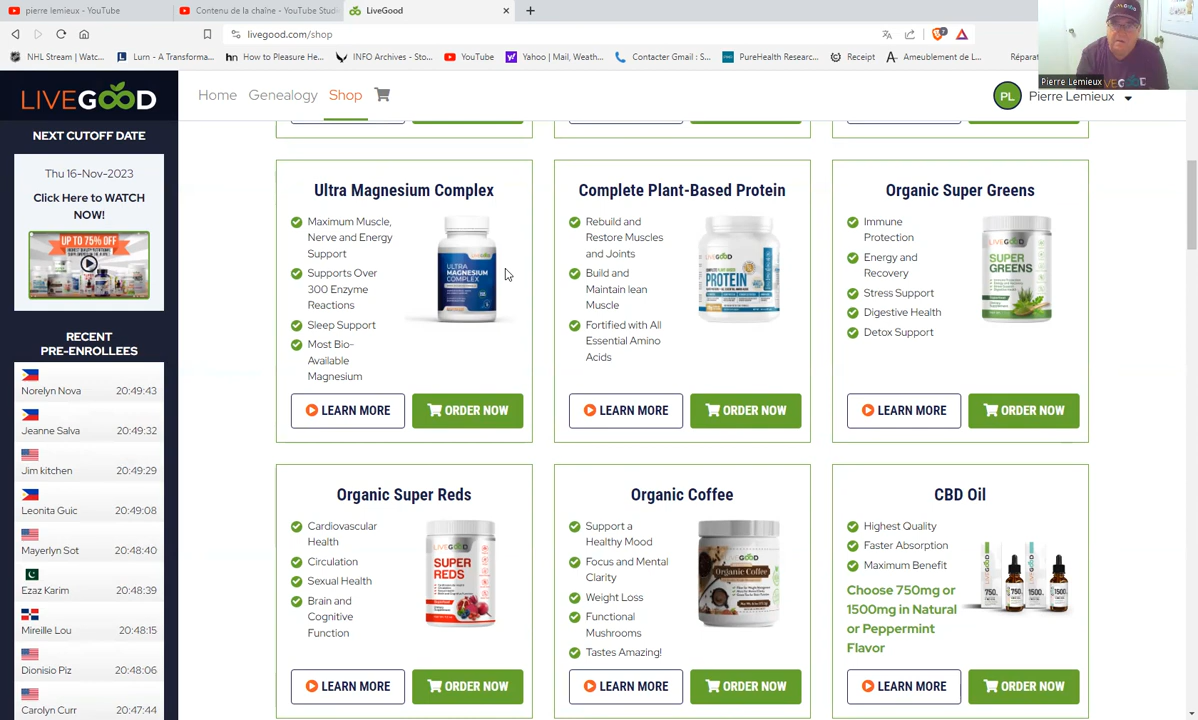 pierre lemieux - YouTube
Contenu de la chaîne - YouTube Stud
LiveGood
livegood.com/shop
NHL Stream | Watc...
Lurn - A Transforma...
How to Please He...
INFO Archives - Sto...
YouTube
Yahoo | Mail, Weath...
Contacter Gmail : S...
PureHealth Researc...
Receipt
Ameublement de L...
Répara
Pierre Lemieux
LIVEGOOD
Home
Genealogy
Shop
PL
Pierre Lemieux
NEXT CUTOFF DATE
Thu 16-Nov-2023
Click Here to WATCH
NOW!
UP TO 75% OFF
RECENT
PRE-ENROLLEES
Norelyn Nova 20:49:43
Jeanne Salva 20:49:32
Jim kitchen 20:49:29
Leonita Guic 20:49:08
Mayerlyn Sot 20:48:40
Ezaz Karim 20:48:39
Mireille Lou 20:48:15
Dionisio Piz 20:48:06
Carolyn Curr 20:47:44
Ultra Magnesium Complex
Maximum Muscle,
Nerve and Energy
Support
Supports Over
300 Enzyme
Reactions
Sleep Support
Most Bio-
Available
Magnesium
ULTRA
MAGNESIUM
COMPLEX
LEARN MORE
ORDER NOW
Complete Plant-Based Protein
Rebuild and
Restore Muscles
and Joints
Build and
Maintain lean
Muscle
Fortified with All
Essential Amino
Acids
LIVEGOOD
PROTEIN
LEARN MORE
ORDER NOW
Organic Super Greens
Immune
Protection
Energy and
Recovery
Stress Support
Digestive Health
Detox Support
LIVEGOOD
SUPER
GREENS
LEARN MORE
ORDER NOW
Organic Super Reds
Cardiovascular
Health
Circulation
Sexual Health
Brain and
Cognitive
Function
LIVEGOOD
SUPER
REDS
LEARN MORE
ORDER NOW
Organic Coffee
Support a
Healthy Mood
Focus and Mental
Clarity
Weight Loss
Functional
Mushrooms
Tastes Amazing!
LIVEGOOD
Organic Coffee
LEARN MORE
ORDER NOW
CBD Oil
Highest Quality
Faster Absorption
Maximum Benefit
Choose 750mg or
1500mg in Natural
or Peppermint
Flavor
750
750
1500
1500
LEARN MORE
ORDER NOW